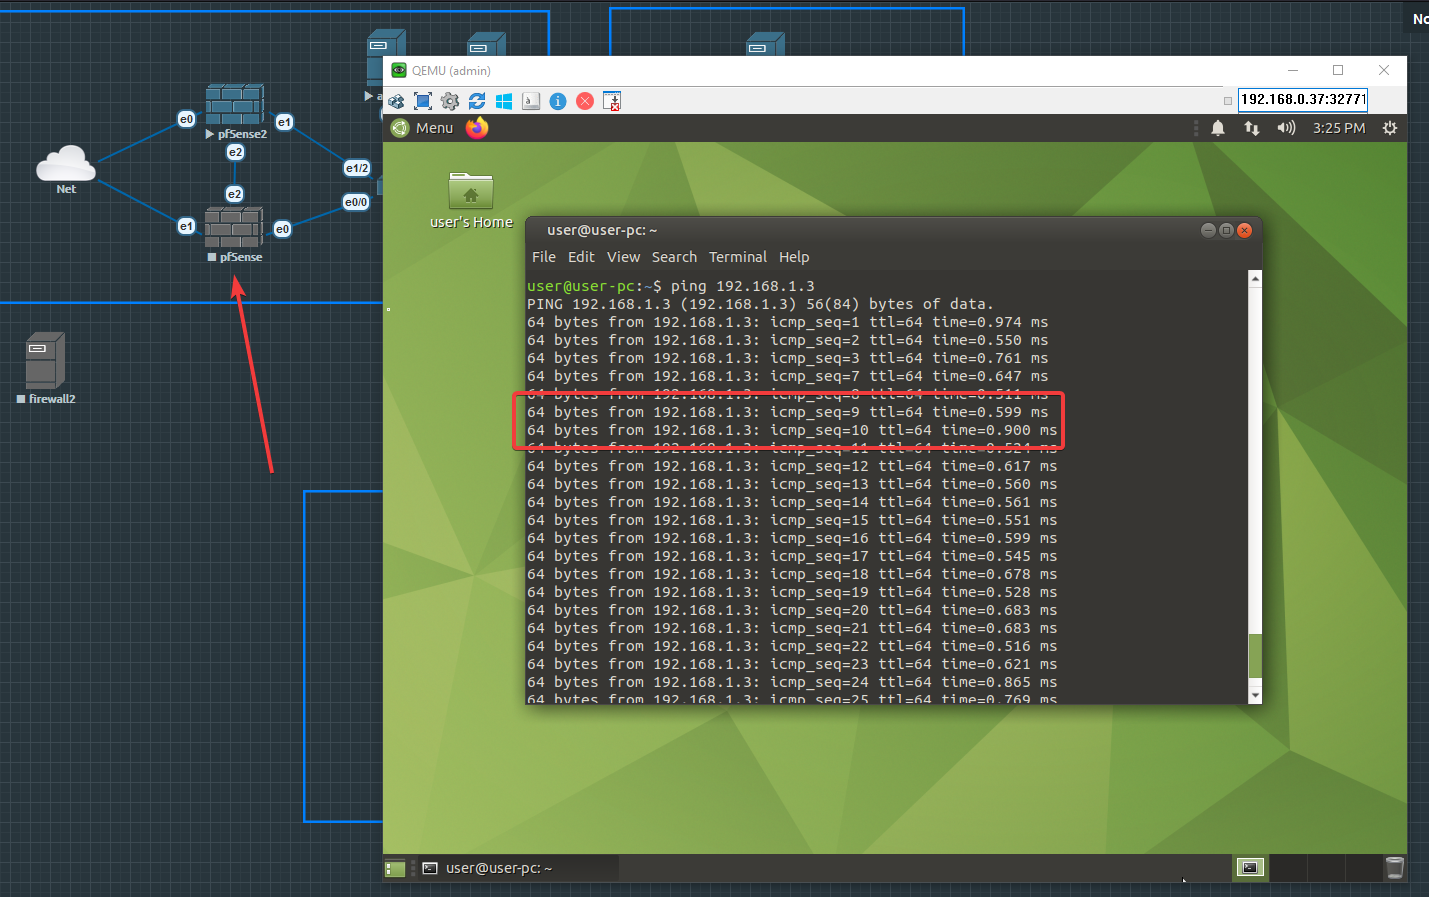 No
QEMU (admin)
192.168.0.37:32771
Menu
3:25 PM
e0
pfSense2
e1
e2
Net
e1/2
e2
e0/0
e1
e0
pfSense
firewall2
user's Home
user@user-pc: ~
File Edit View Search Terminal Help
user@user-pc:~$ ping 192.168.1.3
PING 192.168.1.3 (192.168.1.3) 56(84) bytes of data.
64 bytes from 192.168.1.3: icmp_seq=1 ttl=64 time=0.974 ms
64 bytes from 192.168.1.3: icmp_seq=2 ttl=64 time=0.550 ms
64 bytes from 192.168.1.3: icmp_seq=3 ttl=64 time=0.761 ms
64 bytes from 192.168.1.3: icmp_seq=7 ttl=64 time=0.647 ms
64 bytes from 192.168.1.3: icmp_seq=8 ttl=64 time=0.511 ms
64 bytes from 192.168.1.3: icmp_seq=9 ttl=64 time=0.599 ms
64 bytes from 192.168.1.3: icmp_seq=10 ttl=64 time=0.900 ms
64 bytes from 192.168.1.3: icmp_seq=11 ttl=64 time=0.524 ms
64 bytes from 192.168.1.3: icmp_seq=12 ttl=64 time=0.617 ms
64 bytes from 192.168.1.3: icmp_seq=13 ttl=64 time=0.560 ms
64 bytes from 192.168.1.3: icmp_seq=14 ttl=64 time=0.561 ms
64 bytes from 192.168.1.3: icmp_seq=15 ttl=64 time=0.551 ms
64 bytes from 192.168.1.3: icmp_seq=16 ttl=64 time=0.599 ms
64 bytes from 192.168.1.3: icmp_seq=17 ttl=64 time=0.545 ms
64 bytes from 192.168.1.3: icmp_seq=18 ttl=64 time=0.678 ms
64 bytes from 192.168.1.3: icmp_seq=19 ttl=64 time=0.528 ms
64 bytes from 192.168.1.3: icmp_seq=20 ttl=64 time=0.683 ms
64 bytes from 192.168.1.3: icmp_seq=21 ttl=64 time=0.683 ms
64 bytes from 192.168.1.3: icmp_seq=22 ttl=64 time=0.516 ms
64 bytes from 192.168.1.3: icmp_seq=23 ttl=64 time=0.621 ms
64 bytes from 192.168.1.3: icmp_seq=24 ttl=64 time=0.865 ms
64 bytes from 192.168.1.3: icmp_seq=25 ttl=64 time=0.769 ms
user@user-pc: ~